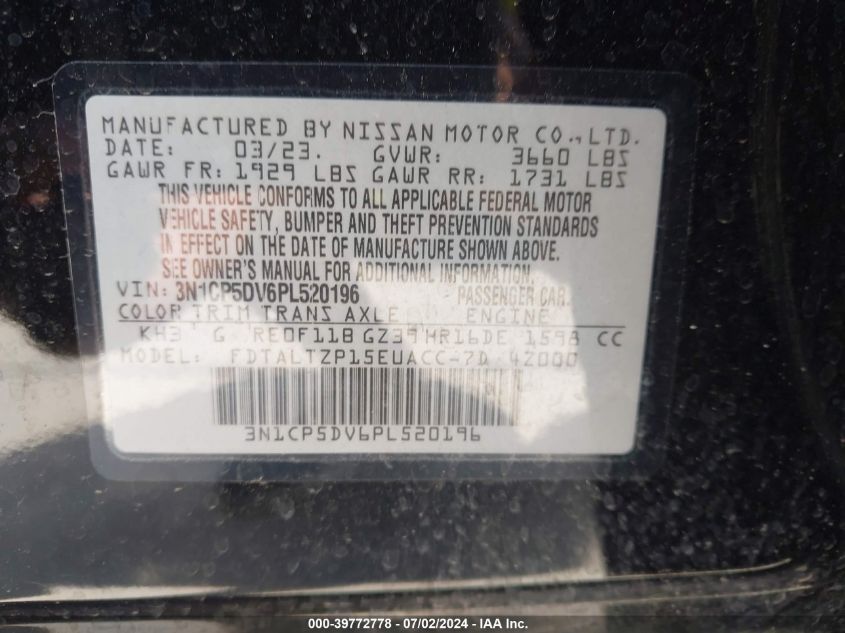 MANUFACTURED BY NISSAN MOTOR CO.,LTD.
DATE: 03/23. GVWR: 3660 LBS
GAWR FR: 1929 LBS GAWR RR: 1731 LBS
THIS VEHICLE CONFORMS TO ALL APPLICABLE FEDERAL MOTOR
VEHICLE SAFETY, BUMPER AND THEFT PREVENTION STANDARDS
IN EFFECT ON THE DATE OF MANUFACTURE SHOWN ABOVE.
SEE OWNER'S MANUAL FOR ADDITIONAL INFORMATION.
VIN: 3N1CP5DV6PL520196 PASSENGER CAR.
COLOR TRIM TRANS AXLE ENGINE
KH3 G RE0F11B GZ39 HR16DE 1598 CC
FDTALTZP15EUACC-7D 4Z000
3N1CP5DV6PL520196
000-39772778 - 07/02/2024 - IAA Inc.